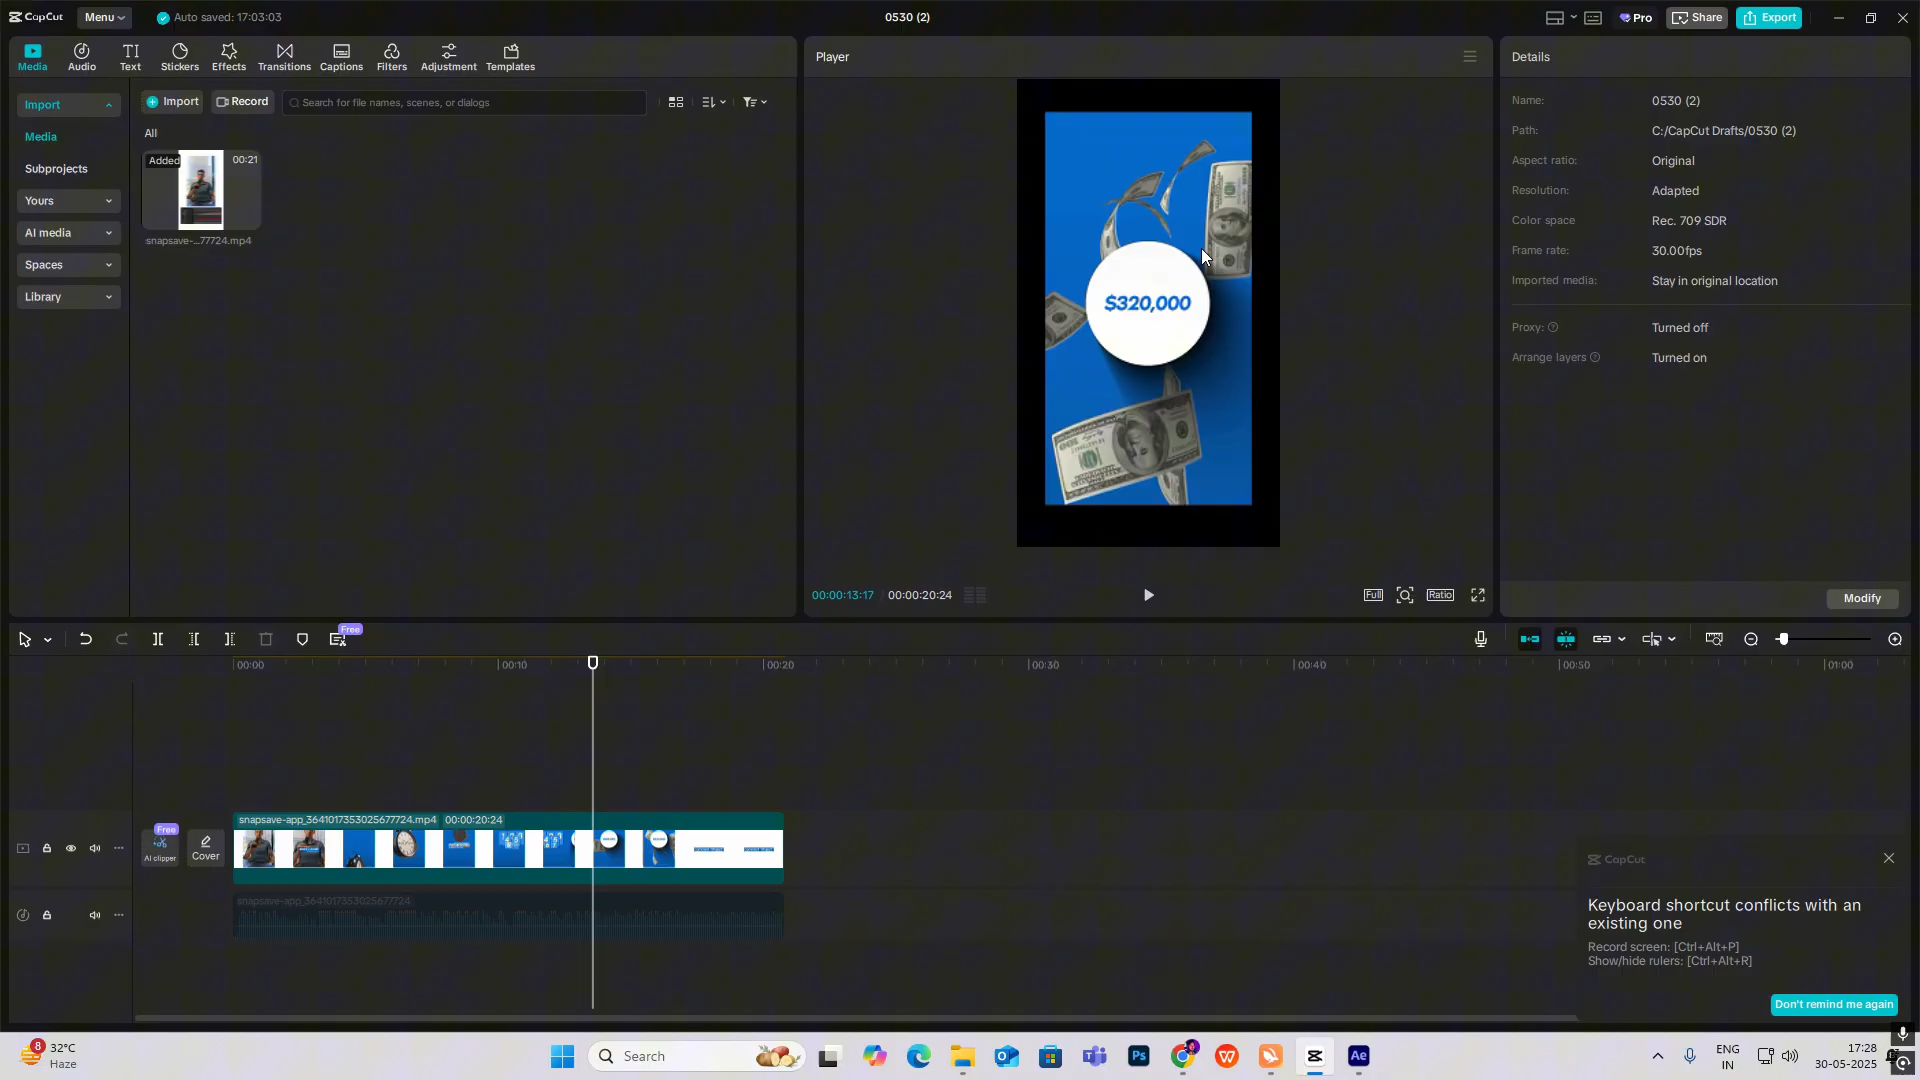 CapCut
Menu
Auto saved: 17:03:03
0530 (2)
Pro
Share
Export
Media
Audio
Text
Stickers
Effects
Transitions
Captions
Filters
Adjustment
Templates
Import
Media
Subprojects
Yours
AI media
Spaces
Library
Import
Record
Search for file names, scenes, or dialogs
All
Added
00:21
snapsave-...77724.mp4
Player
$320,000
00:00:13:17
00:00:20:24
Full
Ratio
Details
Name:
0530 (2)
Path:
C:/CapCut Drafts/0530 (2)
Aspect ratio:
Original
Resolution:
Adapted
Color space
Rec. 709 SDR
Frame rate:
30.00fps
Imported media:
Stay in original location
Proxy:
Turned off
Arrange layers
Turned on
Modify
Free
00:00
00:10
00:20
00:30
00:40
00:50
01:00
Free
AI clipper
Cover
snapsave-app_3641017353025677724.mp4
00:00:20:24
snapsave-app_3641017353025677724
CapCut
Keyboard shortcut conflicts with an
existing one
Record screen: [Ctrl+Alt+P]
Show/hide rulers: [Ctrl+Alt+R]
Don't remind me again
8
32°C
Haze
Search
Ps
W
Ae
ENG
IN
17:28
30-05-2025